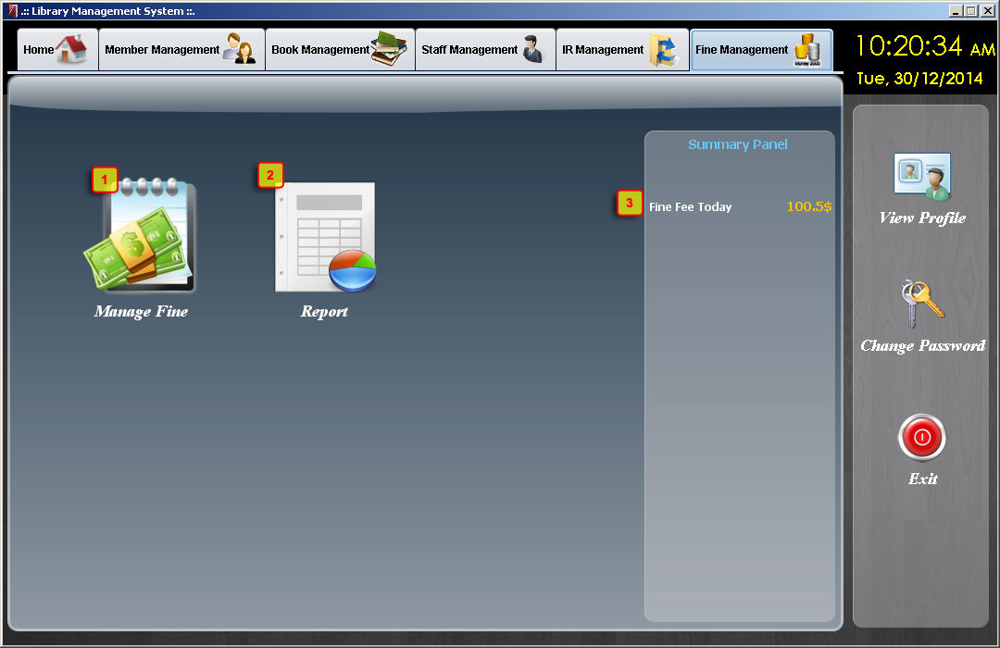 .:: Library Management System ::.
Home
Member Management
Book Management
Staff Management
IR Management
Fine Management
10:20:34 AM
Tue, 30/12/2014
Summary Panel
1
2
3
Fine Fee Today 100.5$
Manage Fine
Report
View Profile
Change Password
Exit